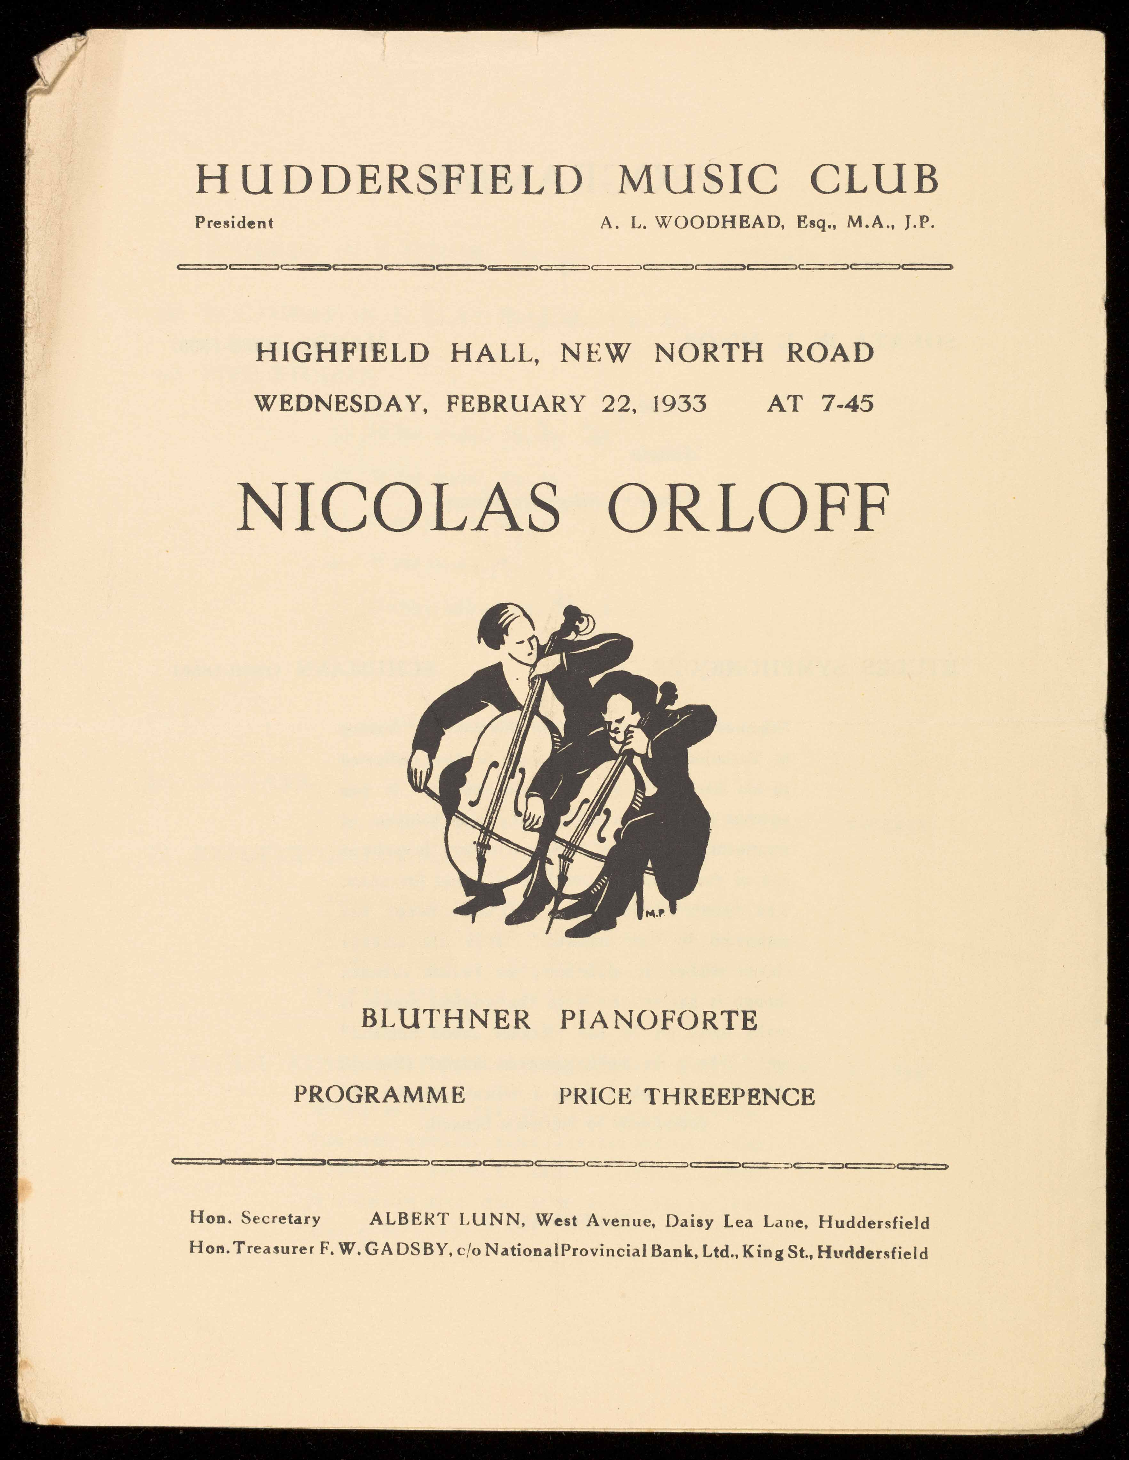 HUDDERSFIELD MUSIC CLUB
President A. L. WOODHEAD, Esq., M.A., J.P.
HIGHFIELD HALL, NEW NORTH ROAD
WEDNESDAY, FEBRUARY 22, 1933 AT 7-45
NICOLAS ORLOFF
M.P
BLUTHNER PIANOFORTE
PROGRAMME PRICE THREEPENCE
Hon. Secretary ALBERT LUNN, West Avenue, Daisy Lea Lane, Huddersfield
Hon. Treasurer F. W. GADSBY, c/o National Provincial Bank, Ltd., King St., Huddersfield